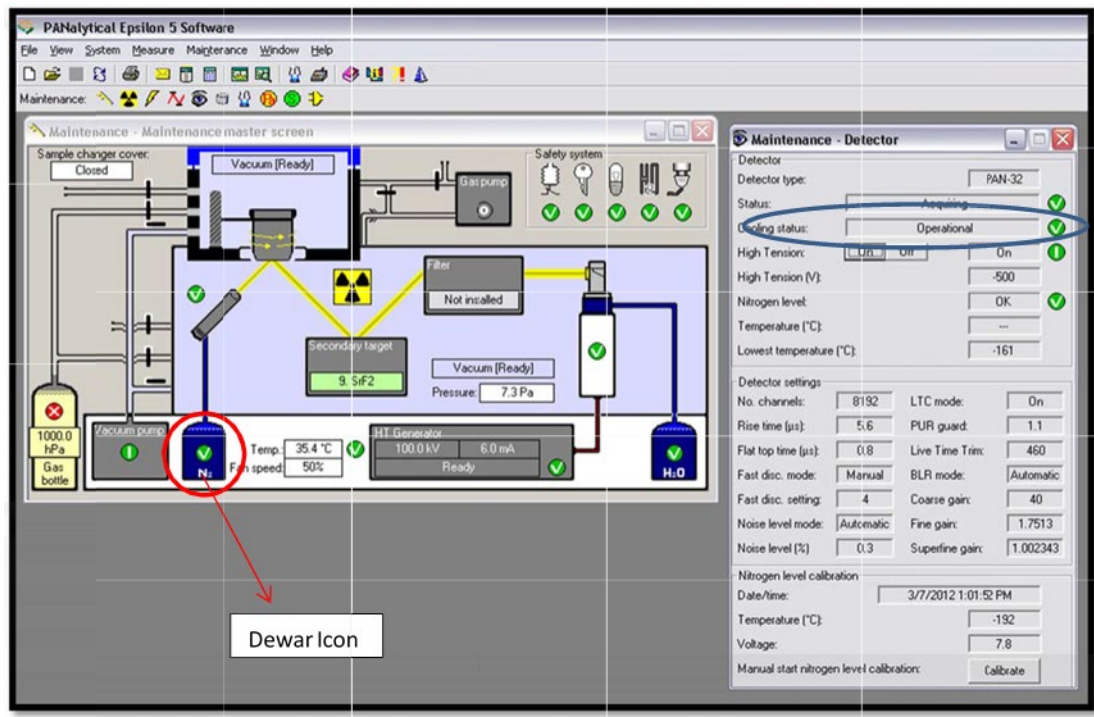 PANalytical Epsilon 5 Software
File View System Measure Maintenance Window Help
Maintenance:
Maintenance - Maintenance master screen
Sample changer cover:
Closed
Vacuum [Ready]
Safety system
Gas pump
Filter
Not installed
Secondary target
9. SrF2
Vacuum [Ready]
Pressure: 7.3 Pa
1000.0 hPa
Gas bottle
Vacuum pump
N₂
Temp.: 35.4 °C
Fan speed: 50%
HT Generator
100.0 kV 6.0 mA
Ready
H₂O
Dewar Icon
Maintenance - Detector
Detector
Detector type: PAN-32
Status: Acquiring
Cooling status: Operational
High Tension: On Off On
High Tension (V): -500
Nitrogen level: OK
Temperature (°C): ---
Lowest temperature (°C): -161
Detector settings
No. channels: 8192 LTC mode: On
Rise time (µs): 5.6 PUR guard: 1.1
Flat top time (µs): 0.8 Live Time Trim: 460
Fast disc. mode: Manual BLR mode: Automatic
Fast disc. setting: 4 Coarse gain: 40
Noise level mode: Automatic Fine gain: 1.7513
Noise level (%) 0.3 Superfine gain: 1.002343
Nitrogen level calibration
Date/time: 3/7/2012 1:01:52 PM
Temperature (°C): -192
Voltage: 7.8
Manual start nitrogen level calibration: Calibrate